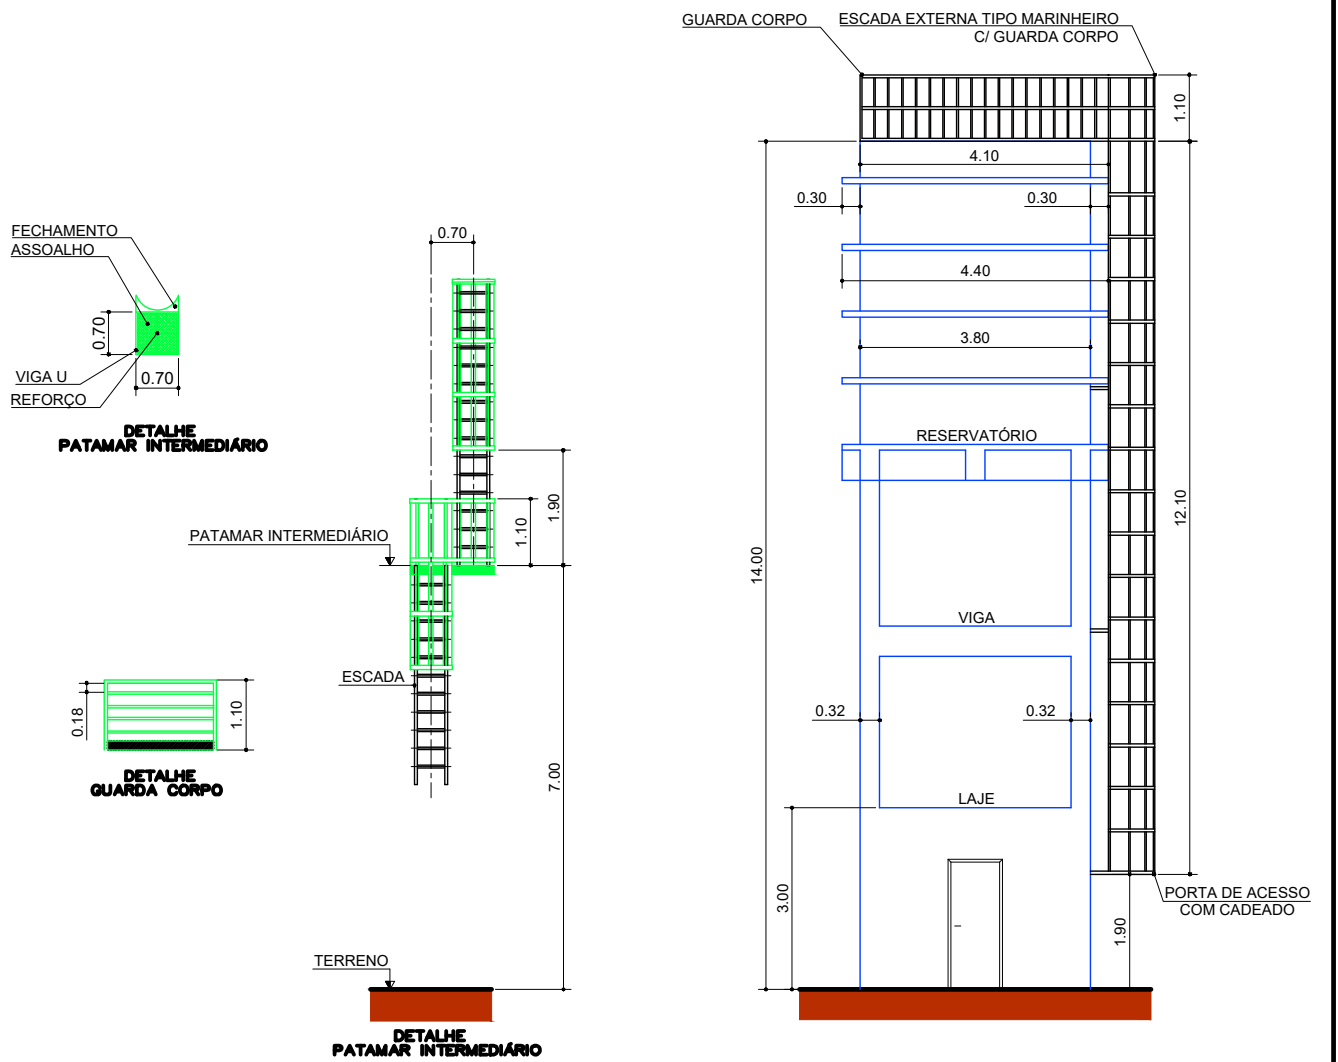 GUARDA CORPO
ESCADA EXTERNA TIPO MARINHEIRO
C/ GUARDA CORPO
1.10
4.10
0.30
0.30
4.40
3.80
RESERVATÓRIO
12.10
14.00
VIGA
0.32
0.32
LAJE
3.00
1.90
PORTA DE ACESSO
COM CADEADO
FECHAMENTO
ASSOALHO
0.70
VIGA U
0.70
REFORÇO
DETALHE
PATAMAR INTERMEDIÁRIO
0.70
1.90
1.10
PATAMAR INTERMEDIÁRIO
ESCADA
7.00
TERRENO
DETALHE
PATAMAR INTERMEDIÁRIO
0.18
1.10
DETALHE
GUARDA CORPO